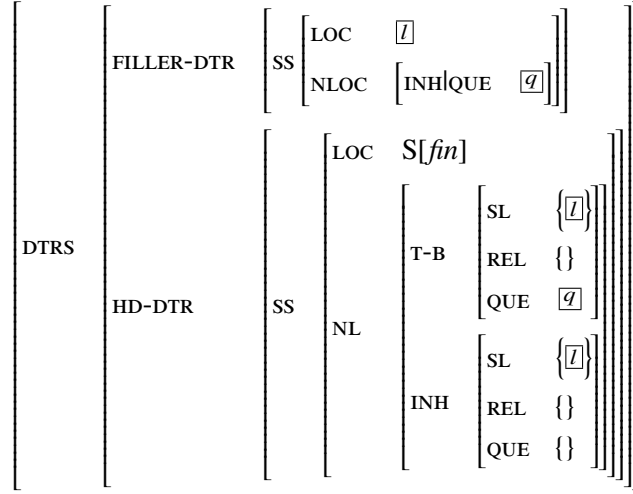 LOC l
FILLER-DTR SS
NLOC INH|QUE q
LOC S[fin]
SL {l}
T-B REL {}
QUE q
DTRS HD-DTR SS NL
SL {l}
INH REL {}
QUE {}